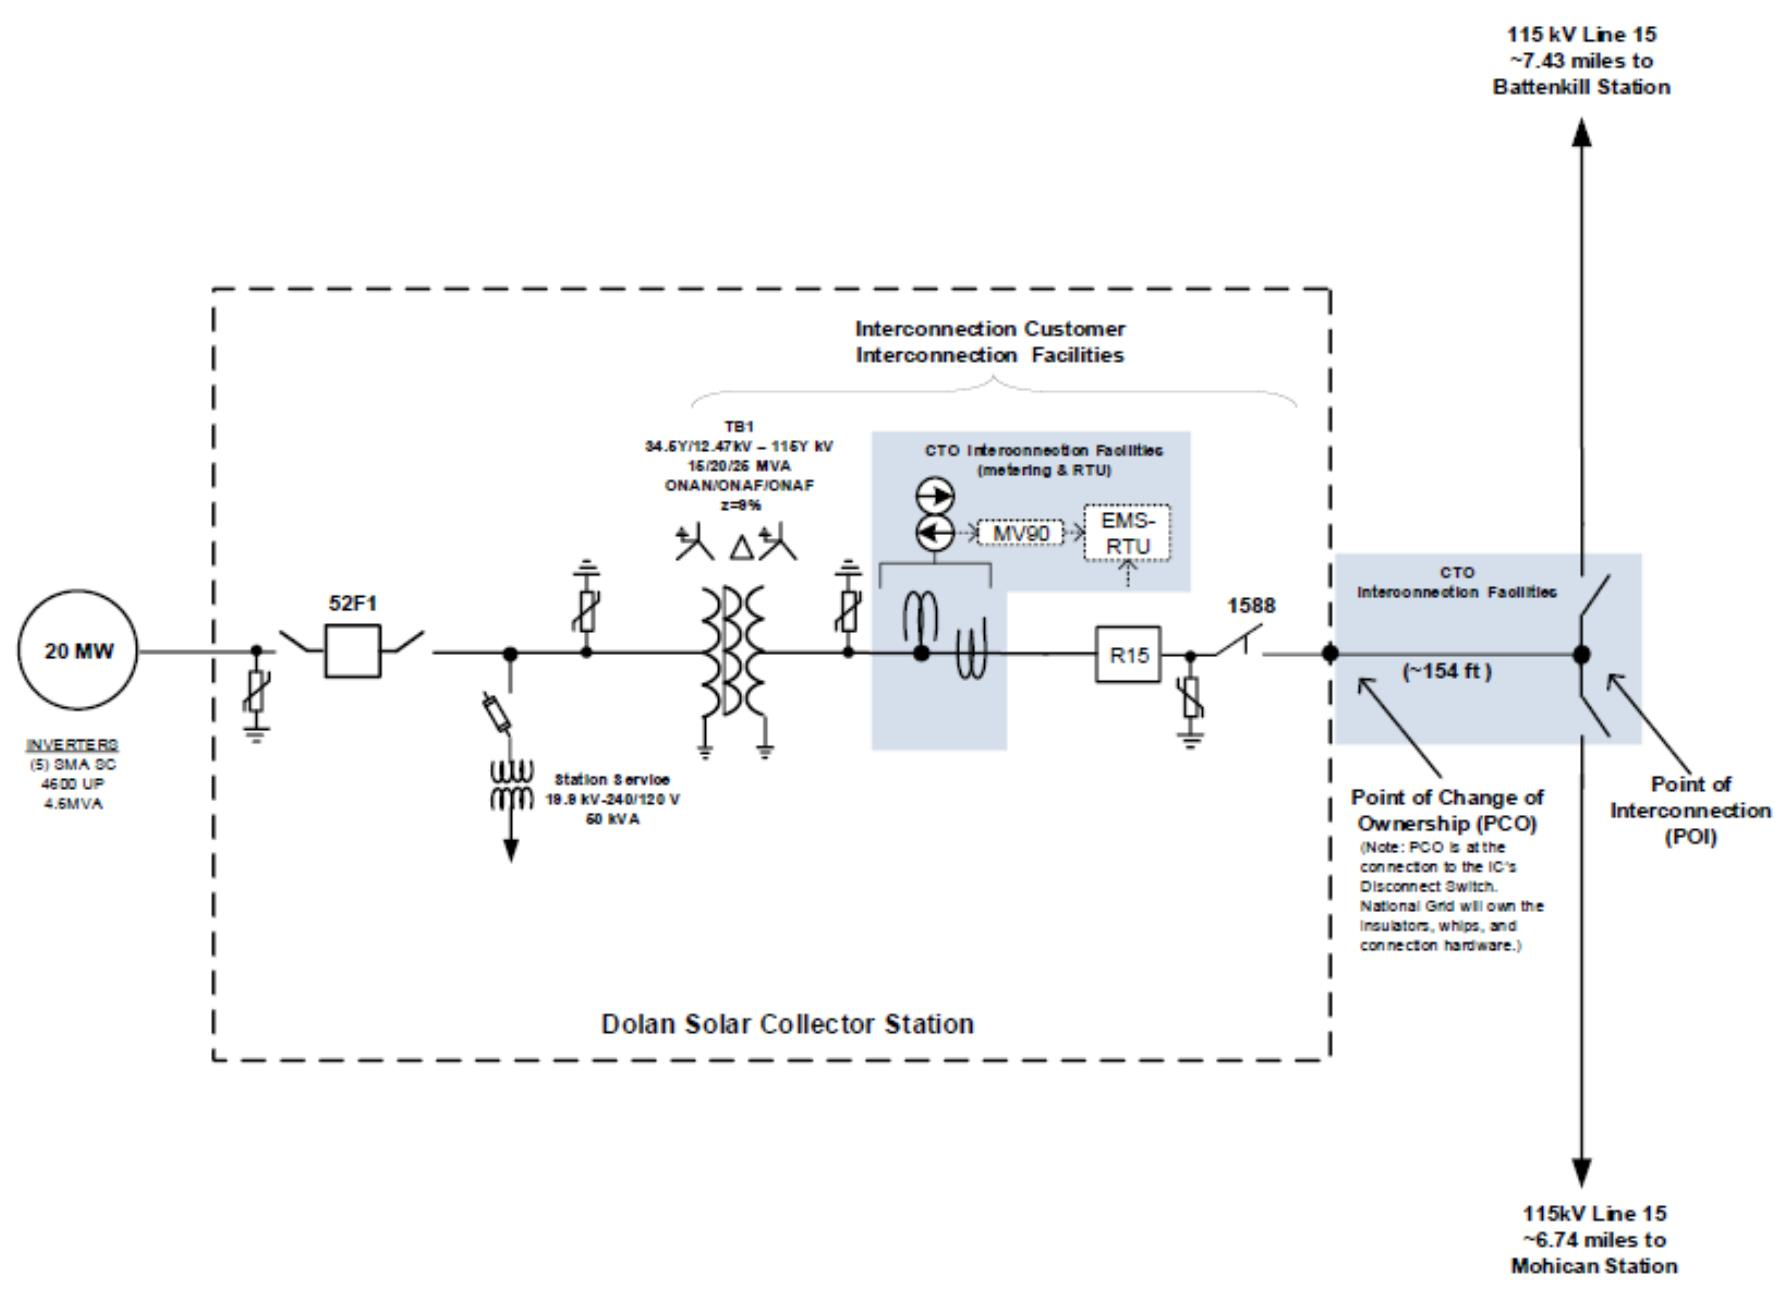 115 kV Line 15
~7.43 miles to
Battenkill Station
Interconnection Customer
Interconnection Facilities
TB1
34.5Y/12.47kV – 115Y kV
15/20/25 MVA
ONAN/ONAF/ONAF
z=9%
CTO Interconnection Facilities
(metering & RTU)
MV90
EMS-
RTU
CTO
Interconnection Facilities
52F1
1588
20 MW
R15
(~154 ft )
INVERTERS
(5) SMA SC
4600 UP
4.6MVA
Station Service
19.9 kV-240/120 V
50 kVA
Point of Change of
Ownership (PCO)
(Note: PCO is at the
connection to the IC's
Disconnect Switch.
National Grid will own the
insulators, whips, and
connection hardware.)
Point of
Interconnection
(POI)
Dolan Solar Collector Station
115kV Line 15
~6.74 miles to
Mohican Station